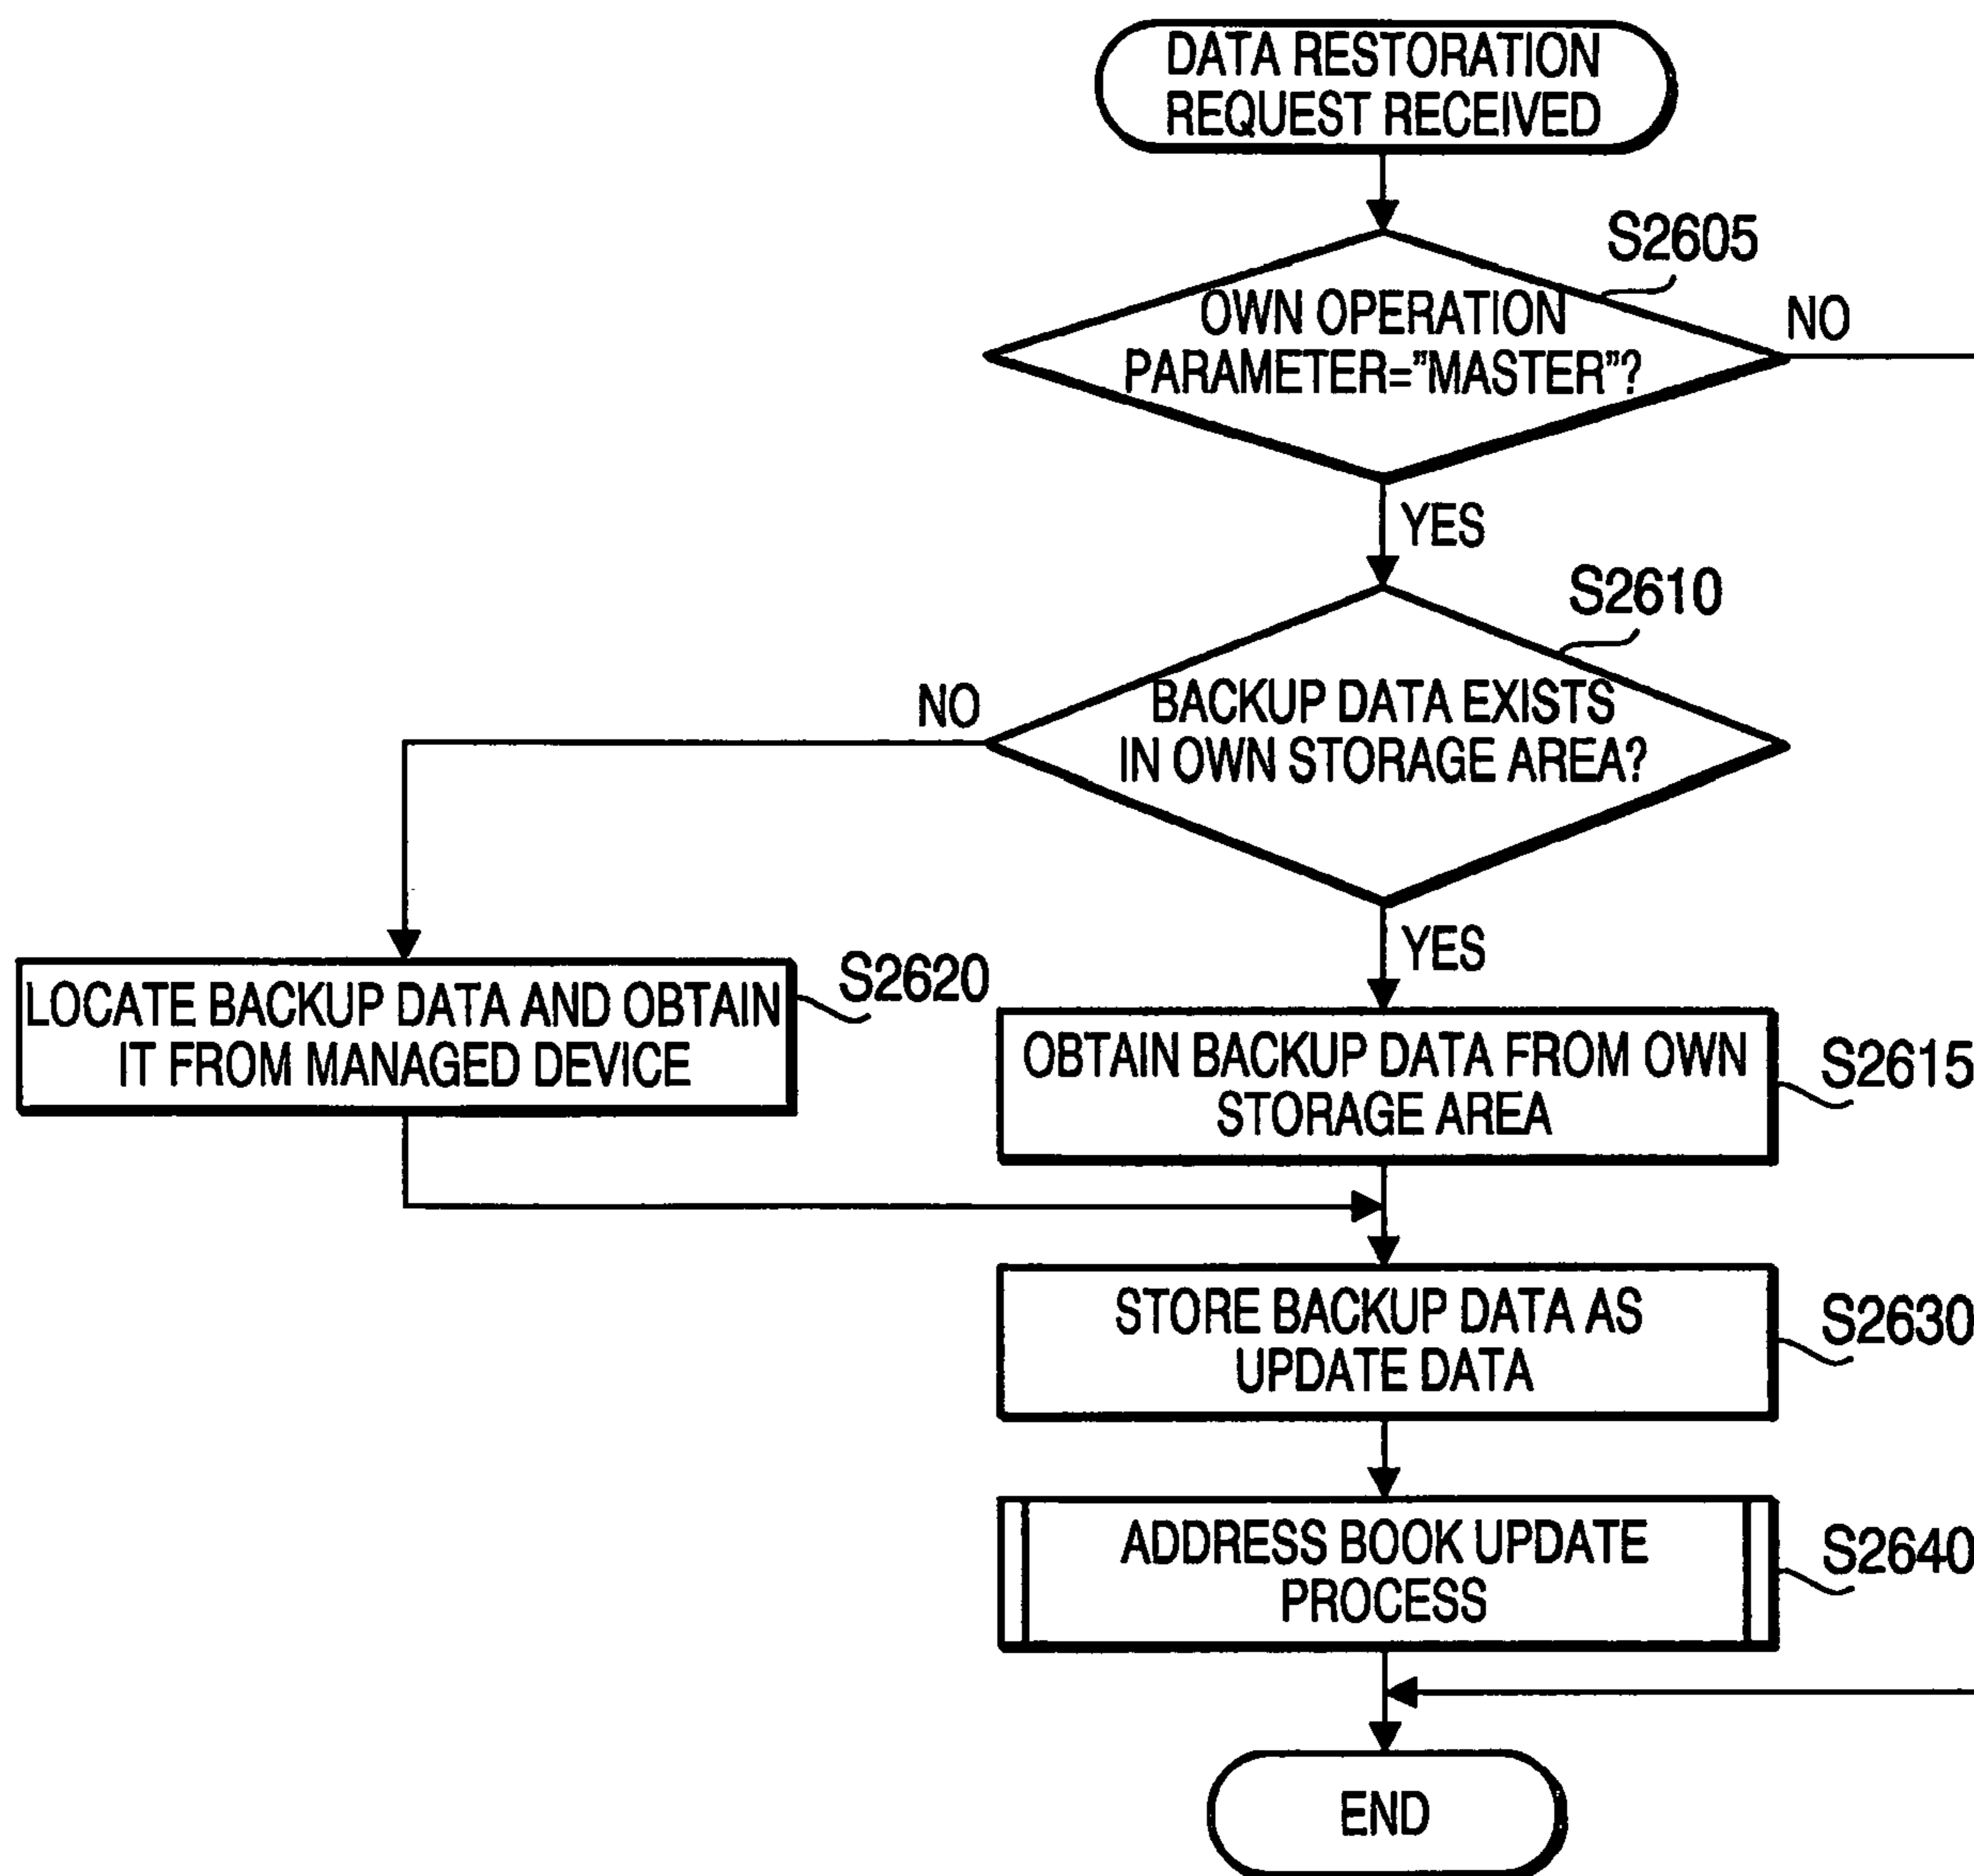 DATA RESTORATION
REQUEST RECEIVED
S2605
OWN OPERATION
PARAMETER="MASTER"?
NO
YES
S2610
BACKUP DATA EXISTS
IN OWN STORAGE AREA?
NO
YES
LOCATE BACKUP DATA AND OBTAIN
IT FROM MANAGED DEVICE
S2620
OBTAIN BACKUP DATA FROM OWN
STORAGE AREA
S2615
STORE BACKUP DATA AS
UPDATE DATA
S2630
ADDRESS BOOK UPDATE
PROCESS
S2640
END